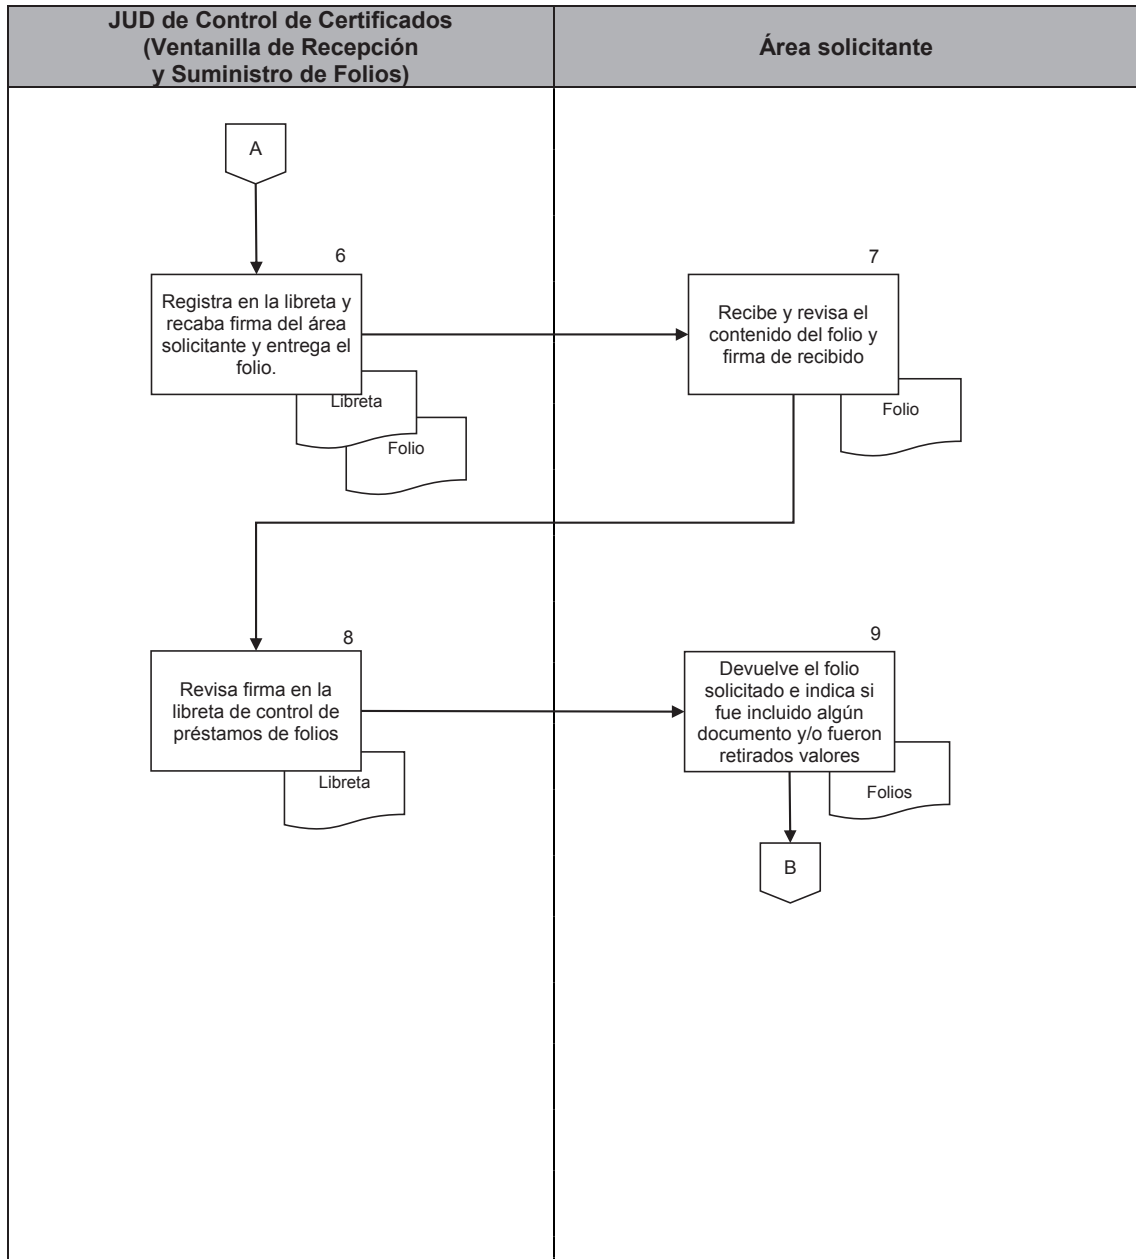 JUD de Control de Certificados
(Ventanilla de Recepción
y Suministro de Folios)
Área solicitante
A
6
Registra en la libreta y
recaba firma del área
solicitante y entrega el
folio.
Libreta
Folio
7
Recibe y revisa el
contenido del folio y
firma de recibido
Folio
8
Revisa firma en la
libreta de control de
préstamos de folios
Libreta
9
Devuelve el folio
solicitado e indica si
fue incluido algún
documento y/o fueron
retirados valores
Folios
B